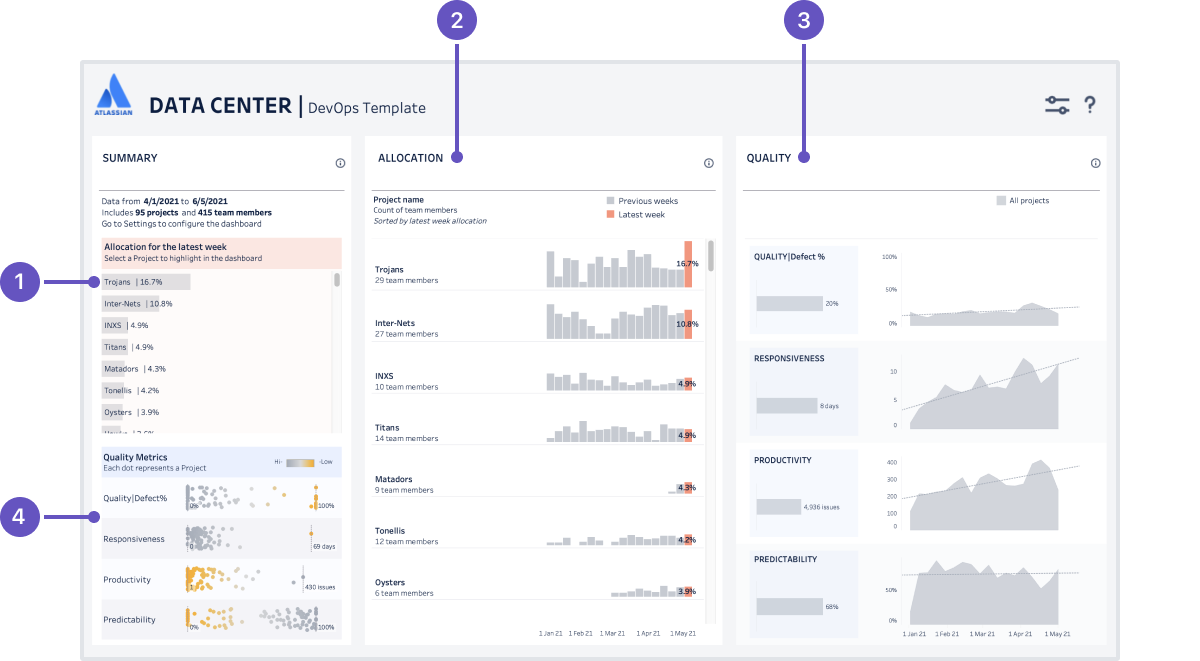 2
3
ATLASSIAN
DATA CENTER | DevOps Template
?
SUMMARY
Data from 4/1/2021 to 6/5/2021
Includes 95 projects and 415 team members
Go to Settings to configure the dashboard
Allocation for the latest week
Select a Project to highlight in the dashboard
1
Trojans | 16.7%
Inter-Nets | 10.8%
INXS | 4.9%
Titans | 4.9%
Matadors | 4.3%
Tonellis | 4.2%
Oysters | 3.9%
Quality Metrics
Each dot represents a Project
Hi- -Low
4
Quality|Defect%
0% 100%
Responsiveness
0 69 days
Productivity
1 430 issues
Predictability
0% 100%
ALLOCATION
Project name
Count of team members
Sorted by latest week allocation
Previous weeks
Latest week
Trojans
29 team members
16.7%
Inter-Nets
27 team members
10.8%
INXS
10 team members
4.9%
Titans
14 team members
4.9%
Matadors
9 team members
4.3%
Tonellis
12 team members
4.2%
Oysters
6 team members
3.9%
1 Jan 21 1 Feb 21 1 Mar 21 1 Apr 21 1 May 21
QUALITY
All projects
QUALITY|Defect %
20%
100%
50%
0%
RESPONSIVENESS
8 days
10
5
0
PRODUCTIVITY
4,936 issues
400
300
200
100
0
PREDICTABILITY
68%
50%
0%
1 Jan 21 1 Feb 21 1 Mar 21 1 Apr 21 1 May 21